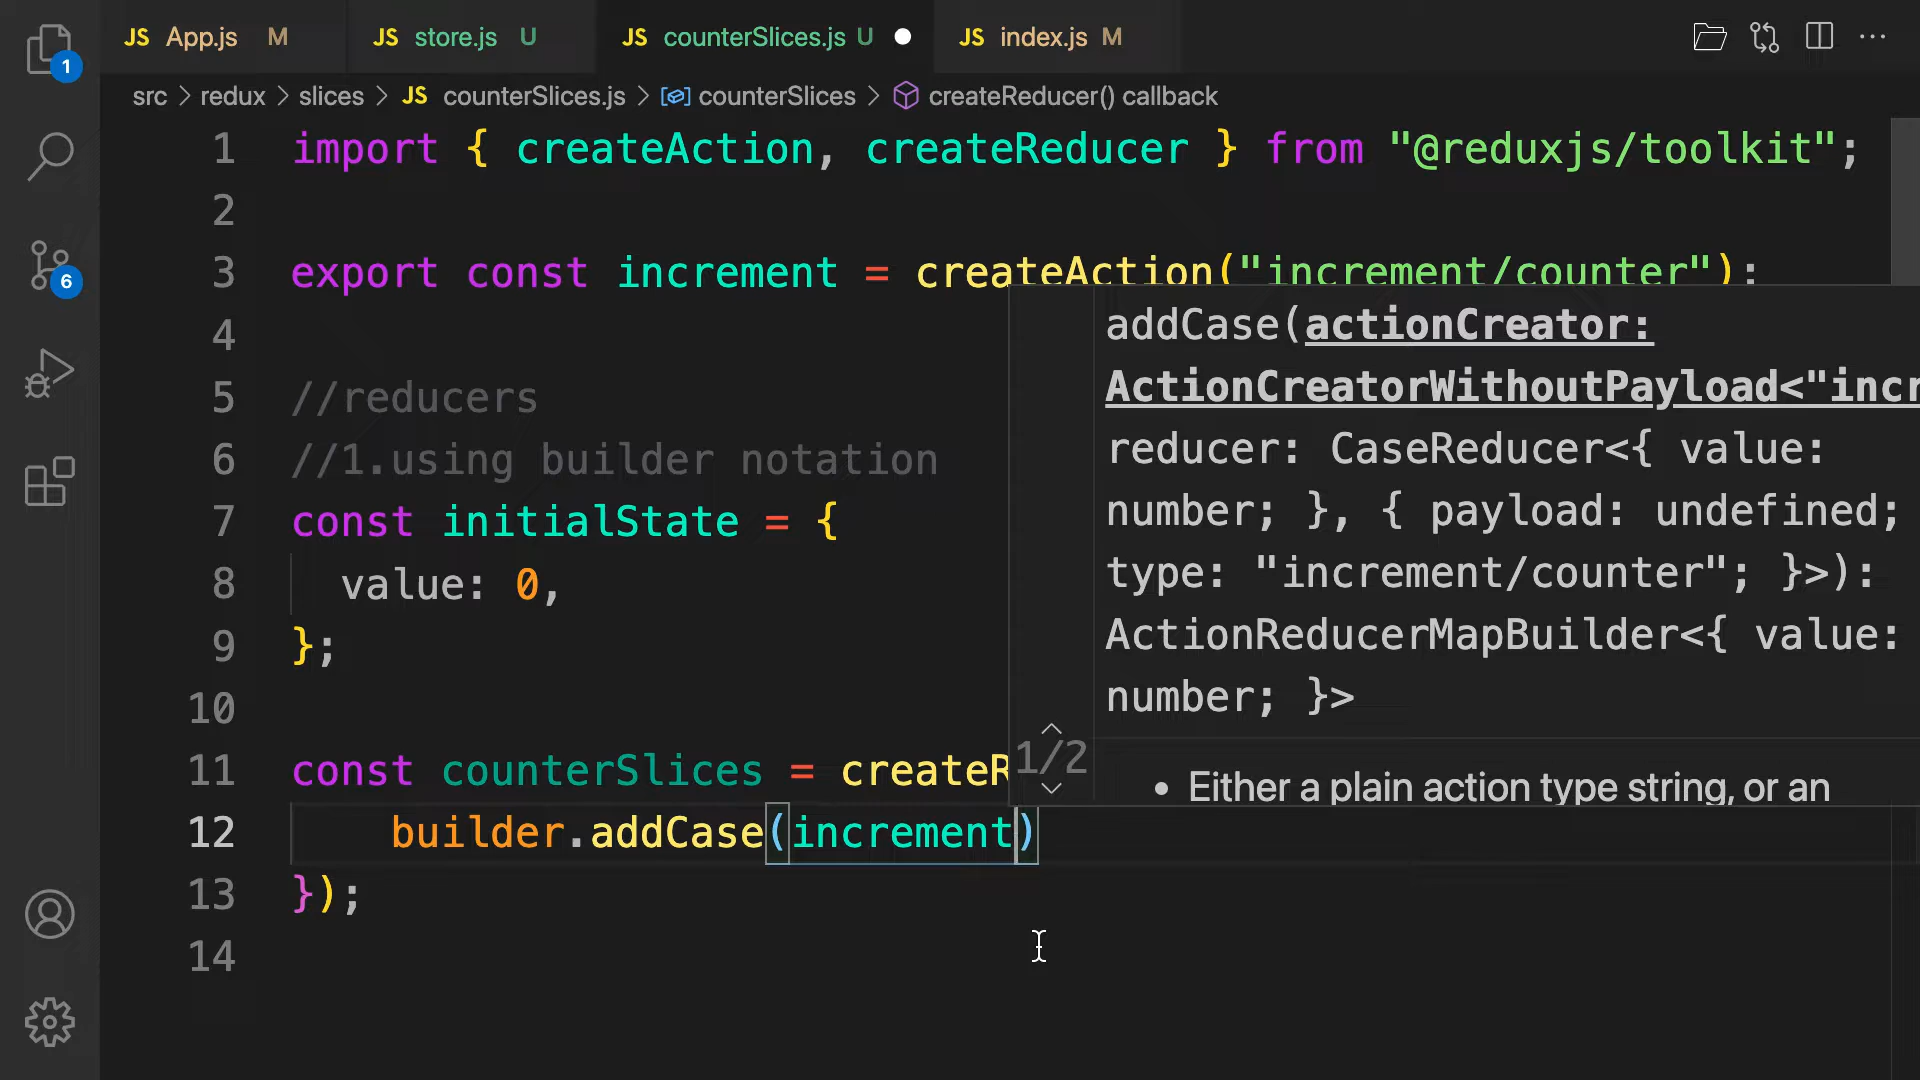 1
JS App.js M
JS store.js U
JS counterSlices.js U
JS index.js M
src > redux > slices > JS counterSlices.js > counterSlices > createReducer() callback
6
1 import { createAction, createReducer } from "@reduxjs/toolkit";
2
3 export const increment = createAction("increment/counter");
4
5 //reducers
6 //1.using builder notation
7 const initialState = {
8 value: 0,
9 };
10
11 const counterSlices = createR
12 builder.addCase(increment)
13 });
14
addCase(actionCreator:
ActionCreatorWithoutPayload<"incr
reducer: CaseReducer<{ value:
number; }, { payload: undefined;
type: "increment/counter"; }>):
ActionReducerMapBuilder<{ value:
number; }>
1/2
• Either a plain action type string, or an